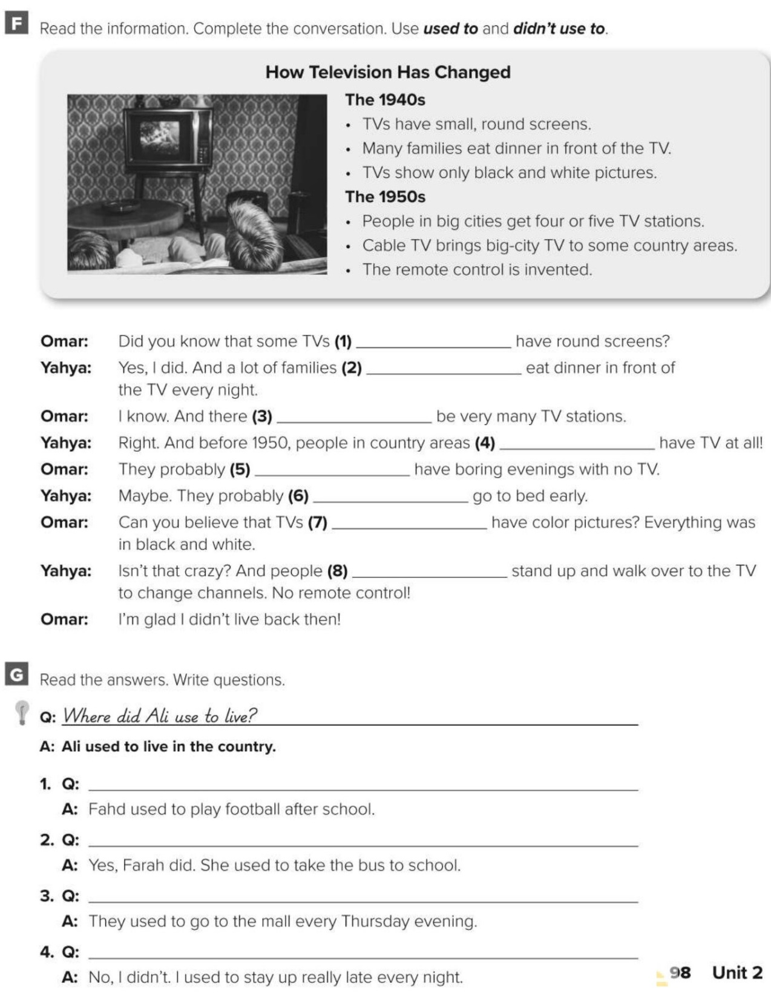 F Read the information. Complete the conversation. Use used to and didn't use to.
How Television Has Changed
The 1940s
• TVs have small, round screens.
• Many families eat dinner in front of the TV.
• TVs show only black and white pictures.
The 1950s
• People in big cities get four or five TV stations.
• Cable TV brings big-city TV to some country areas.
• The remote control is invented.
Omar: Did you know that some TVs (1) ____________ have round screens?
Yahya: Yes, I did. And a lot of families (2) ____________ eat dinner in front of
the TV every night.
Omar: I know. And there (3) ____________ be very many TV stations.
Yahya: Right. And before 1950, people in country areas (4) ____________ have TV at all!
Omar: They probably (5) ____________ have boring evenings with no TV.
Yahya: Maybe. They probably (6) ____________ go to bed early.
Omar: Can you believe that TVs (7) ____________ have color pictures? Everything was
in black and white.
Yahya: Isn't that crazy? And people (8) ____________ stand up and walk over to the TV
to change channels. No remote control!
Omar: I'm glad I didn't live back then!
G Read the answers. Write questions.
Q: Where did Ali use to live?
A: Ali used to live in the country.
1. Q: ____________
A: Fahd used to play football after school.
2. Q: ____________
A: Yes, Farah did. She used to take the bus to school.
3. Q: ____________
A: They used to go to the mall every Thursday evening.
4. Q: ____________
A: No, I didn't. I used to stay up really late every night.
98 Unit 2